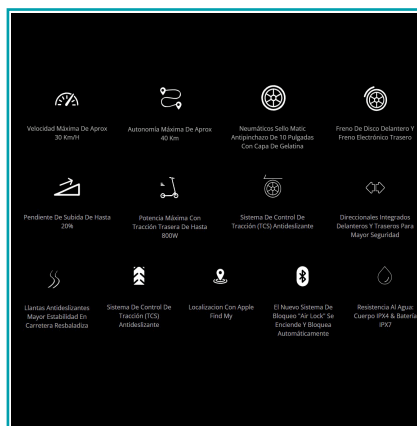 Velocidad Máxima De Aprox
30 Km/H
Autonomía Máxima De Aprox
40 Km
Neumáticos Sello Matic
Antipinchazo De 10 Pulgadas
Con Capa De Gelatina
Freno De Disco Delantero Y
Freno Electrónico Trasero
Pendiente De Subida De Hasta
20%
Potencia Máxima Con
Tracción Trasera De Hasta
800W
Sistema De Control De
Tracción (TCS) Antideslizante
Direccionales Integrados
Delanteros Y Traseros Para
Mayor Seguridad
Llantas Antideslizantes
Mayor Estabilidad En
Carretera Resbaladiza
Sistema De Control De
Tracción (TCS)
Antideslizante
Localizacion Con Apple
Find My
El Nuevo Sistema De
Bloqueo "Air Lock" Se
Enciende Y Bloquea
Automáticamente
Resistencia Al Agua:
Cuerpo IPX4 & Batería
IPX7